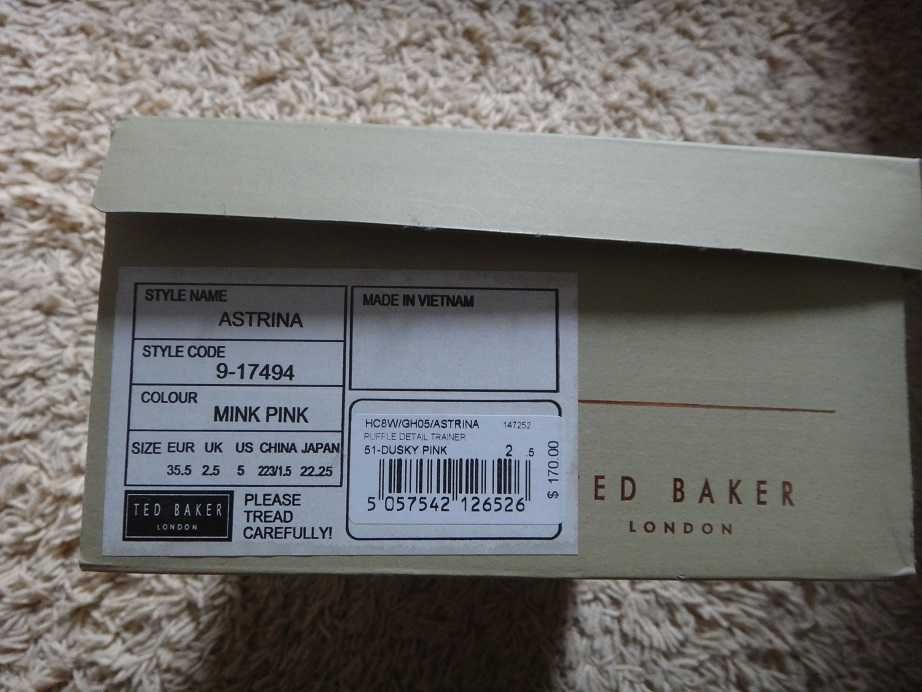 STYLE NAME
ASTRINA
STYLE CODE
9-17494
COLOUR
MINK PINK
SIZE EUR UK US CHINA JAPAN
35.5 2.5 5 223/1.5 22.25
TED BAKER
LONDON
PLEASE
TREAD
CAREFULLY!
MADE IN VIETNAM
HC8W/GH05/ASTRINA 147252
RUFFLE DETAIL TRAINER
51-DUSKY PINK 2 .5
5 057542 126526
$ 170.00
TED BAKER
LONDON